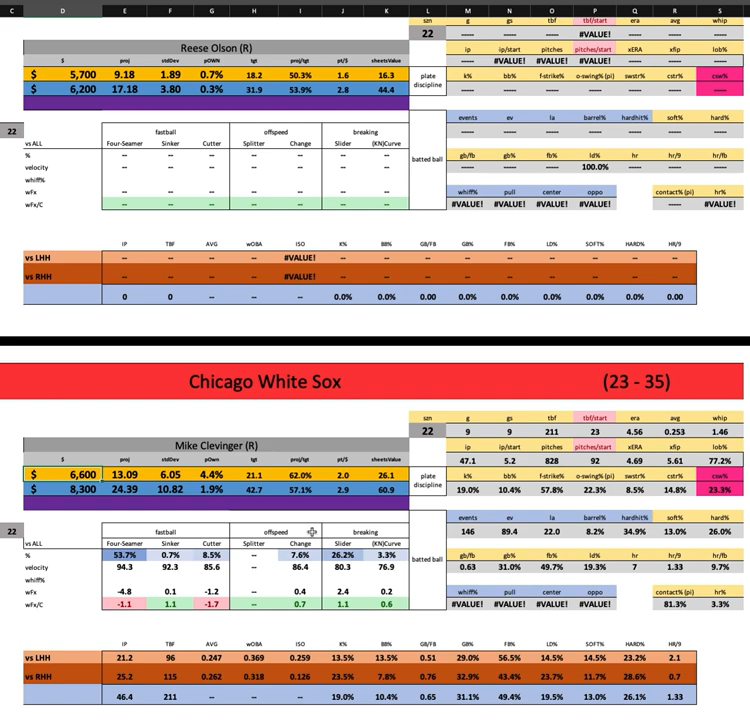 C D E F G H I J K L M N O P Q R S
szn g gs tbf tbf/start era avg whip
22 ----- ----- ----- #VALUE! ----- ----- -----
Reese Olson (R) ip ip/start pitches pitches/start xERA xfip lob%
$ proj stdDev pOWN tgt proj/tgt pt/$ sheetsValue ----- #VALUE! #VALUE! #VALUE! ----- ----- -----
$ 5,700 9.18 1.89 0.7% 18.2 50.3% 1.6 16.3 plate discipline k% bb% f-strike% o-swing% (pi) swstr% cstr% csw%
$ 6,200 17.18 3.80 0.3% 31.9 53.9% 2.8 44.4 ----- ----- ----- ----- ----- ----- -----
events ev la barrel% hardhit% soft% hard%
22 fastball offspeed breaking ----- ----- ----- ----- ----- ----- -----
vs ALL Four-Seamer Sinker Cutter Splitter Change Slider (KN)Curve batted ball
% -- -- -- -- -- -- -- gb/fb gb% fb% ld% hr hr/9 hr/fb
velocity -- -- -- -- -- -- -- ----- ----- ----- 100.0% ----- ----- -----
whiff%
wFx -- -- -- -- -- -- -- whiff% pull center oppo contact% (pi) hr%
wFx/C -- -- -- -- -- -- -- #VALUE! #VALUE! #VALUE! #VALUE! ----- #VALUE!
IP TBF AVG wOBA ISO K% BB% GB/FB GB% FB% LD% SOFT% HARD% HR/9
vs LHH -- -- -- -- #VALUE! -- -- -- -- -- -- -- -- --
vs RHH -- -- -- -- #VALUE! -- -- -- -- -- -- -- -- --
0 0 -- -- -- 0.0% 0.0% 0.00 0.0% 0.0% 0.0% 0.0% 0.0% 0.00
Chicago White Sox (23 - 35)
szn g gs tbf tbf/start era avg whip
22 9 9 211 23 4.56 0.253 1.46
Mike Clevinger (R) ip ip/start pitches pitches/start xERA xfip lob%
$ proj stdDev pOwn tgt proj/tgt pt/$ sheetsValue 47.1 5.2 828 92 4.69 5.61 77.2%
$ 6,600 13.09 6.05 4.4% 21.1 62.0% 2.0 26.1 plate discipline k% bb% f-strike% o-swing% (pi) swstr% cstr% csw%
$ 8,300 24.39 10.82 1.9% 42.7 57.1% 2.9 60.9 19.0% 10.4% 57.8% 22.3% 8.5% 14.8% 23.3%
events ev la barrel% hardhit% soft% hard%
22 fastball offspeed breaking 146 89.4 22.0 8.2% 34.9% 13.0% 26.0%
vs ALL Four-Seamer Sinker Cutter Splitter Change Slider (KN)Curve batted ball
% 53.7% 0.7% 8.5% -- 7.6% 26.2% 3.3% gb/fb gb% fb% ld% hr hr/9 hr/fb
velocity 94.3 92.3 85.6 86.4 80.3 76.9 0.63 31.0% 49.7% 19.3% 7 1.33 9.7%
whiff%
wFx -4.8 0.1 -1.2 0.4 2.4 0.2 whiff% pull center oppo contact% (pi) hr%
wFx/C -1.1 1.1 -1.7 -- 0.7 1.1 0.6 #VALUE! #VALUE! #VALUE! #VALUE! 81.3% 3.3%
IP TBF AVG wOBA ISO K% BB% GB/FB GB% FB% LD% SOFT% HARD% HR/9
vs LHH 21.2 96 0.247 0.369 0.259 13.5% 13.5% 0.51 29.0% 56.5% 14.5% 14.5% 23.2% 2.1
vs RHH 25.2 115 0.262 0.318 0.126 23.5% 7.8% 0.76 32.9% 43.4% 23.7% 11.7% 28.6% 0.7
46.4 211 -- -- -- 19.0% 10.4% 0.65 31.1% 49.4% 19.5% 13.0% 26.1% 1.33